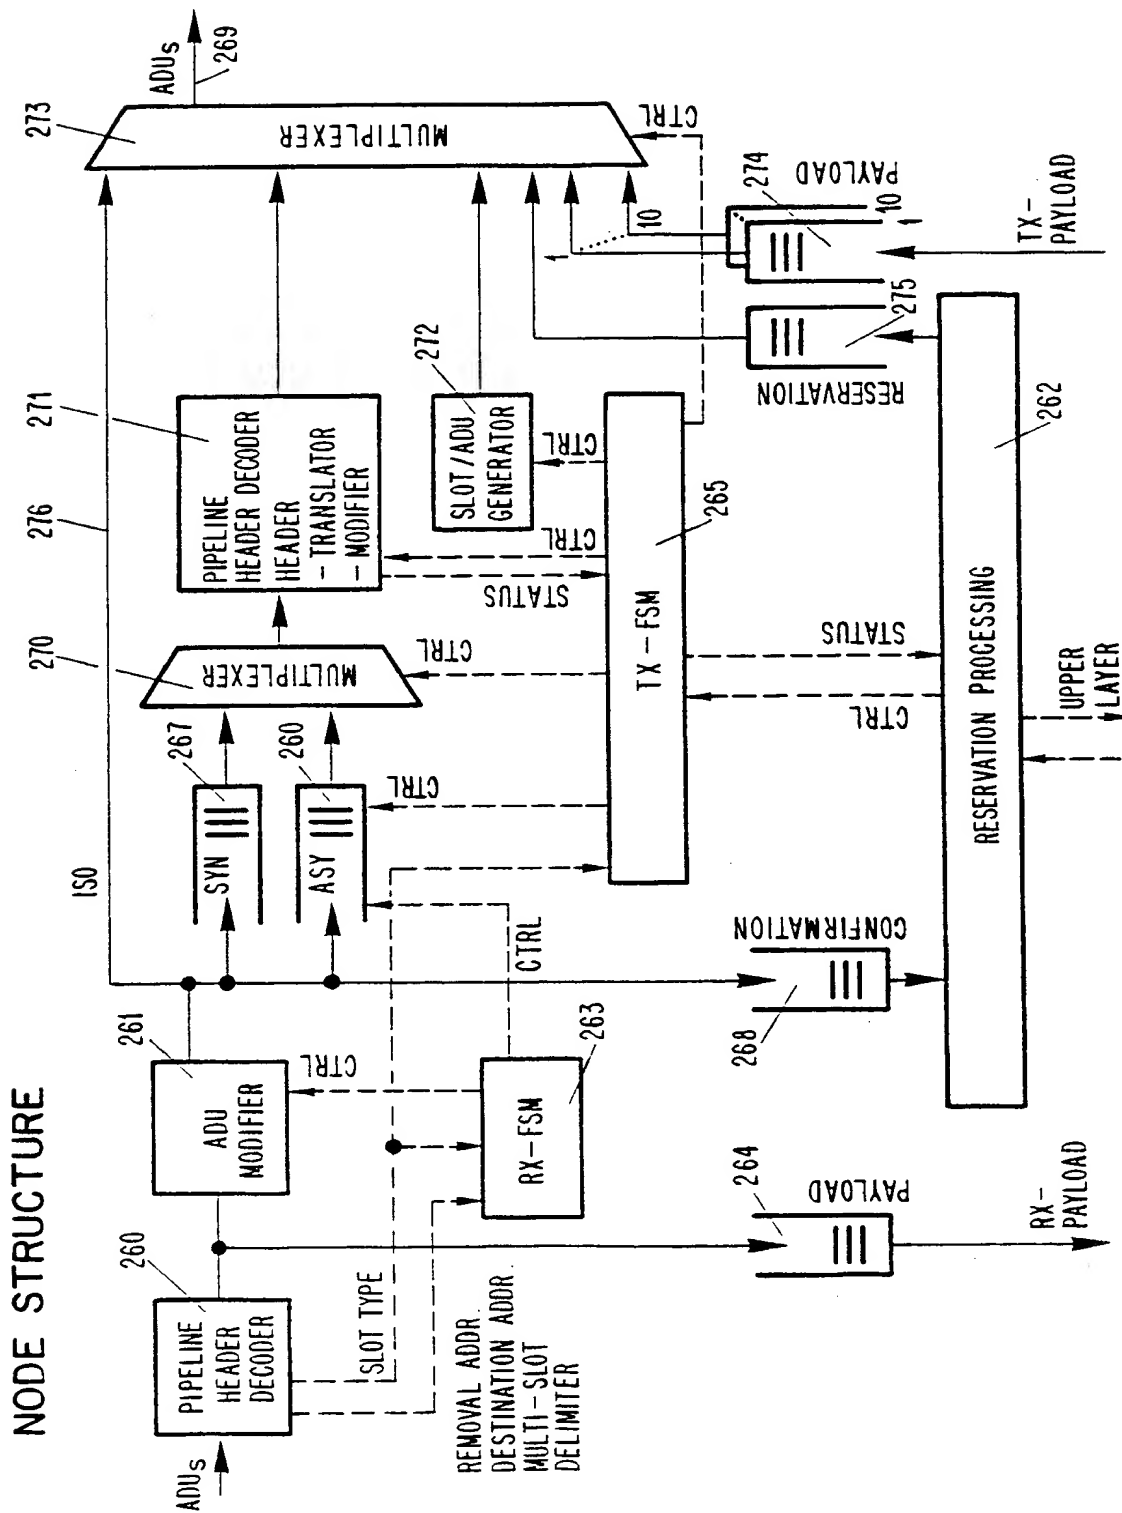 NODE STRUCTURE
ADUs
PIPELINE
HEADER
DECODER
260
ADU
MODIFIER
261
ISO
276
SYN
267
ASY
260
MULTIPLEXER
270
PIPELINE
HEADER DECODER
HEADER
- TRANSLATOR
- MODIFIER
271
SLOT/ADU
GENERATOR
272
MULTIPLEXER
273
ADUs
269
SLOT TYPE
REMOVAL ADDR.
DESTINATION ADDR.
MULTI-SLOT
DELIMITER
RX-FSM
263
CTRL
CTRL
CTRL
CTRL
STATUS
CTRL
CTRL
CTRL
TX-FSM
265
CTRL
STATUS
264
PAYLOAD
RX-
PAYLOAD
268
CONFIRMATION
RESERVATION PROCESSING
262
UPPER
LAYER
RESERVATION
275
274
PAYLOAD
1
10
1
10
TX-
PAYLOAD